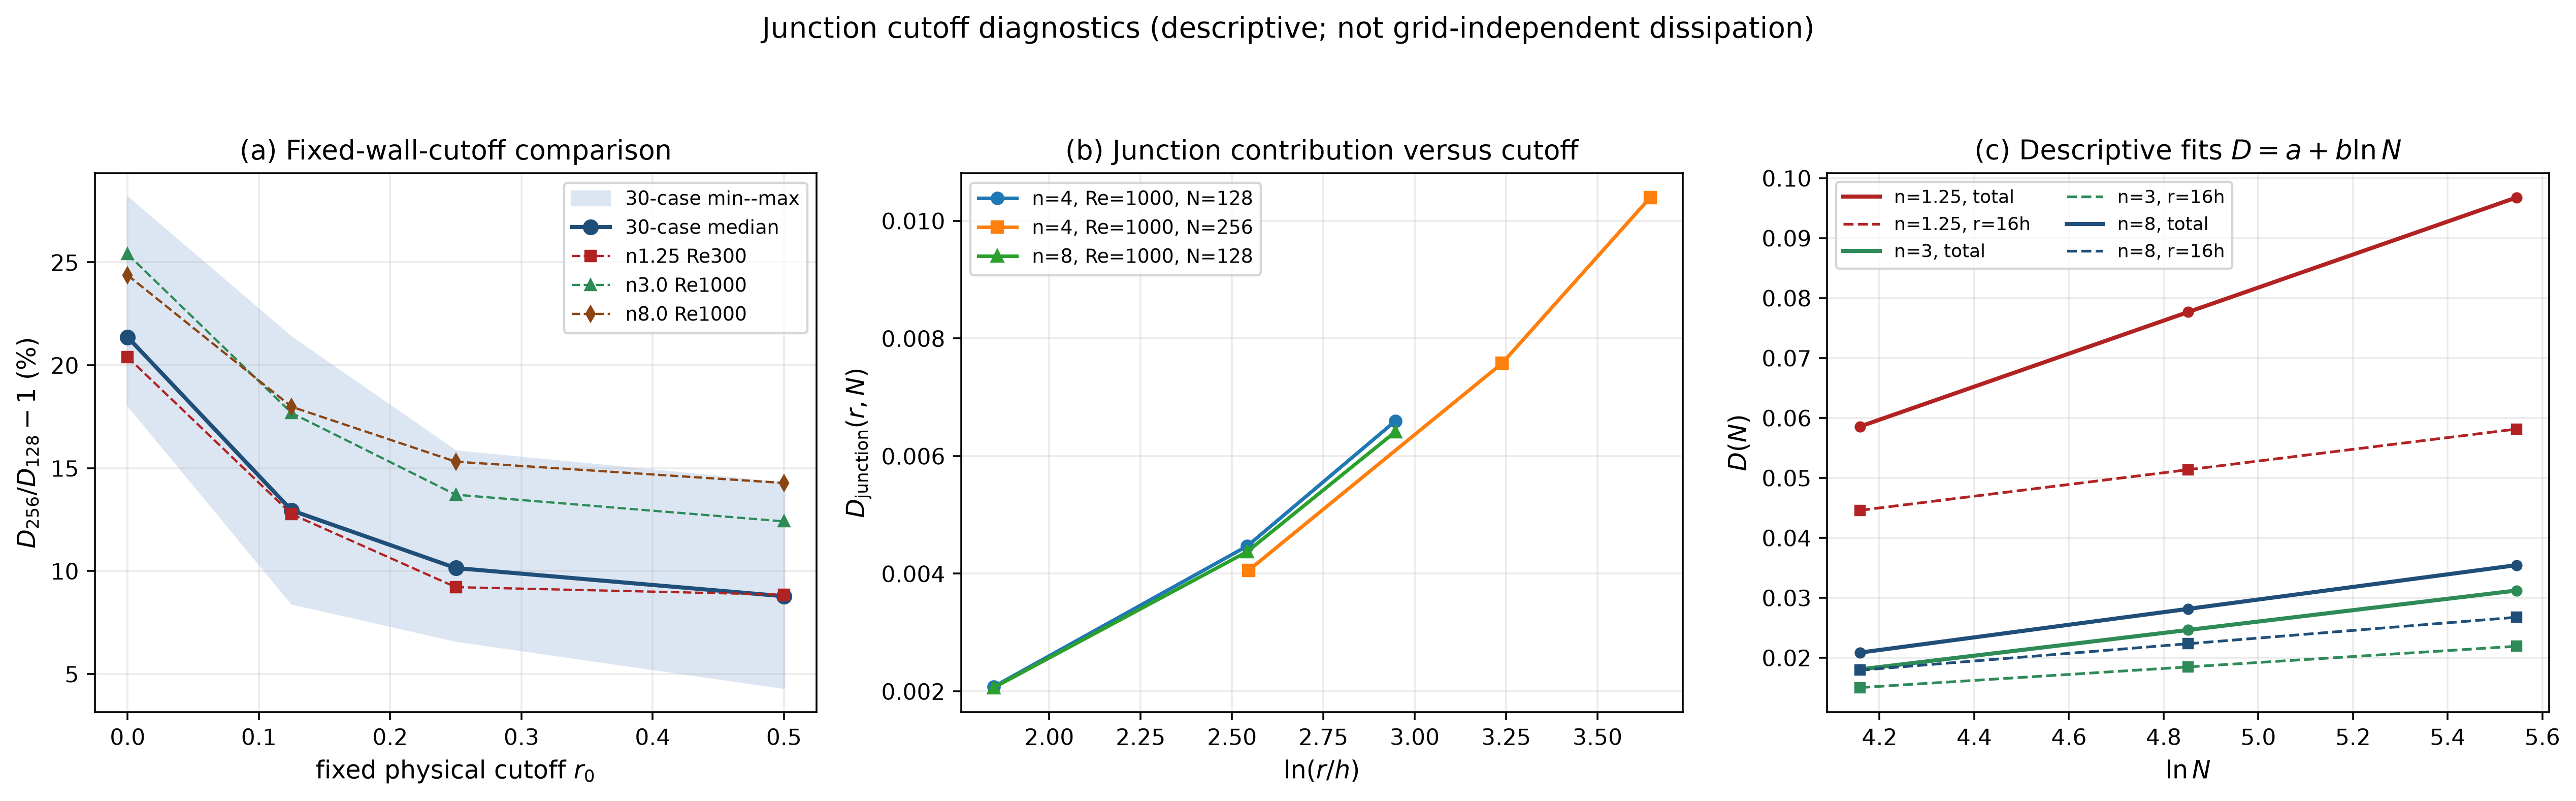 Junction cutoff diagnostics (descriptive; not grid-independent dissipation)
(a) Fixed-wall-cutoff comparison
30-case min--max
30-case median
n1.25 Re300
n3.0 Re1000
n8.0 Re1000
D₂₅₆/D₁₂₈ − 1 (%)
25
20
15
10
5
0.0 0.1 0.2 0.3 0.4 0.5
fixed physical cutoff r₀
(b) Junction contribution versus cutoff
n=4, Re=1000, N=128
n=4, Re=1000, N=256
n=8, Re=1000, N=128
D_junction(r, N)
0.010
0.008
0.006
0.004
0.002
2.00 2.25 2.50 2.75 3.00 3.25 3.50
ln(r/h)
(c) Descriptive fits D = a + b ln N
n=1.25, total
n=1.25, r=16h
n=3, total
n=3, r=16h
n=8, total
n=8, r=16h
D(N)
0.10
0.09
0.08
0.07
0.06
0.05
0.04
0.03
0.02
4.2 4.4 4.6 4.8 5.0 5.2 5.4 5.6
ln N